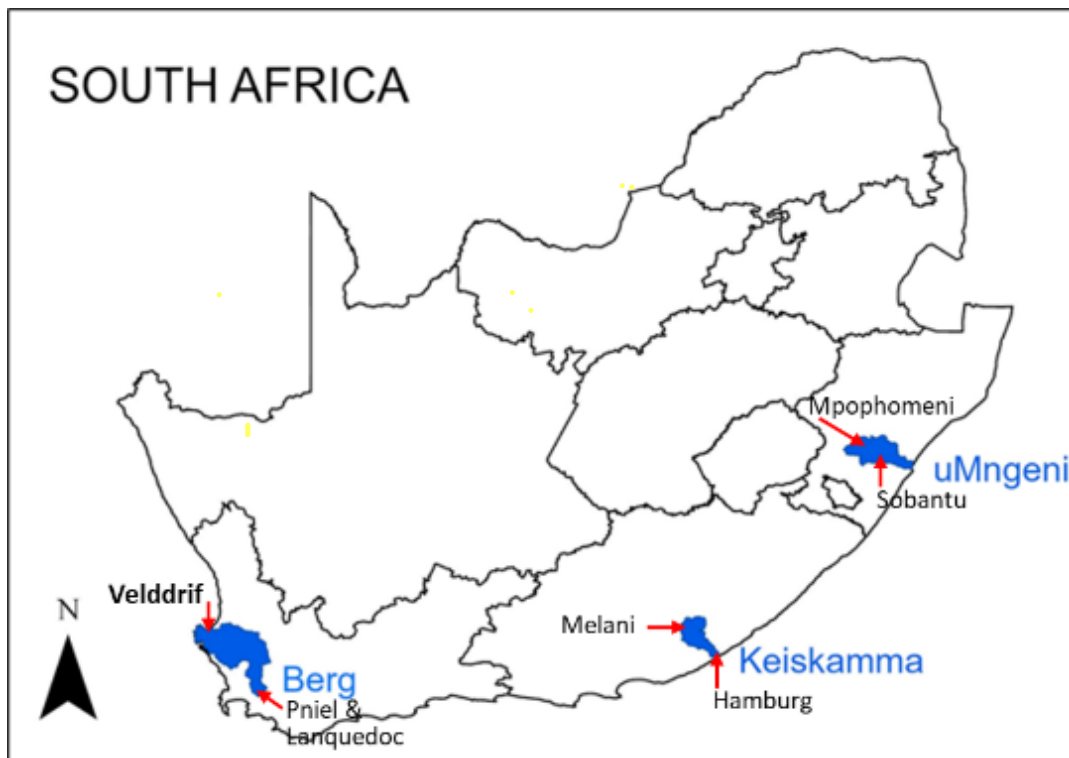 SOUTH AFRICA
Mpophomeni
uMngeni
Sobantu
Velddrif
N
Melani
Keiskamma
Hamburg
Berg
Pniel &
Lanquedoc